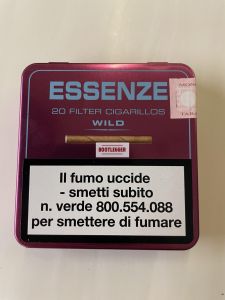 ESSENZE
20 FILTER CIGARILLOS
WILD
BOOTLEGGER
Il fumo uccide
- smetti subito
n. verde 800.554.088
per smettere di fumare